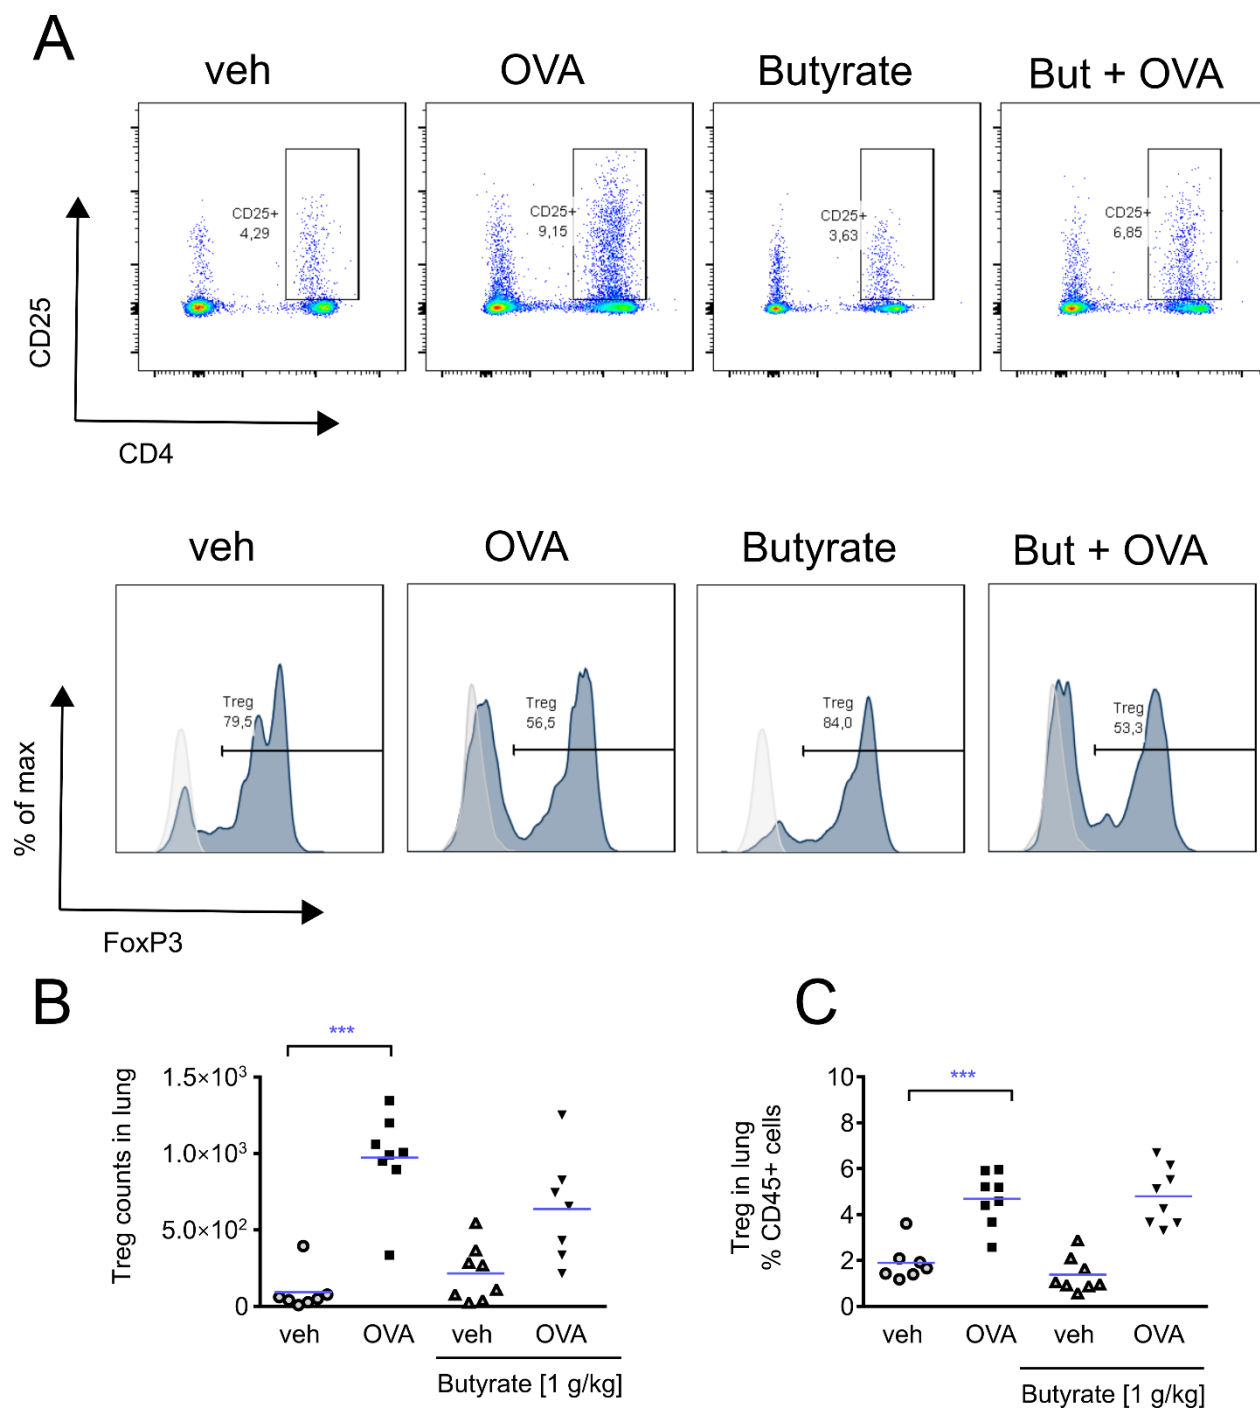 A
veh OVA Butyrate But + OVA
CD25+
4,29
CD25+
9,15
CD25+
3,63
CD25+
6,85
CD25
CD4
veh OVA Butyrate But + OVA
Treg
79,5
Treg
56,5
Treg
84,0
Treg
53,3
% of max
FoxP3
B
***
Treg counts in lung
1.5×10³
1.0×10³
5.0×10²
0
veh OVA veh OVA
Butyrate [1 g/kg]
C
***
Treg in lung
% CD45+ cells
10
8
6
4
2
0
veh OVA veh OVA
Butyrate [1 g/kg]